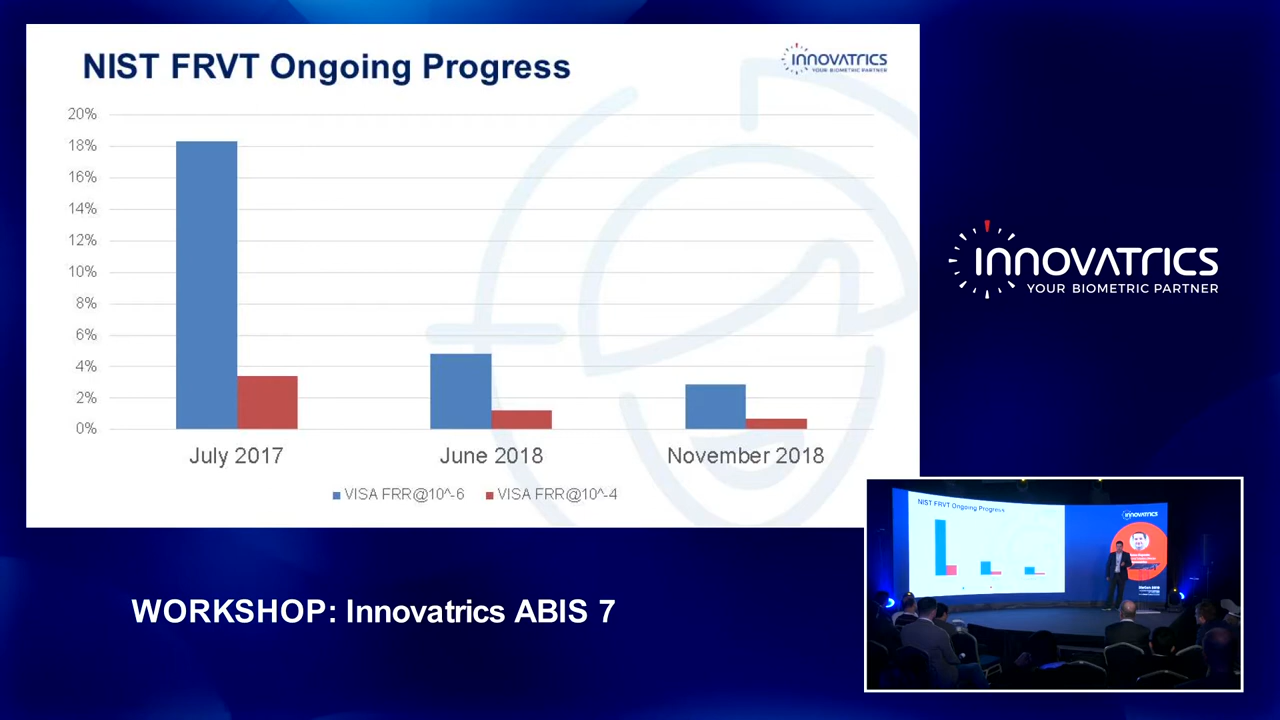 NIST FRVT Ongoing Progress
INNOVATRICS
YOUR BIOMETRIC PARTNER
20%
18%
16%
14%
12%
10%
8%
6%
4%
2%
0%
July 2017
June 2018
November 2018
VISA FRR@10^-6
VISA FRR@10^-4
INNOVATRICS
YOUR BIOMETRIC PARTNER
NIST FRVT Ongoing Progress
INNOVATRICS
WORKSHOP: Innovatrics ABIS 7